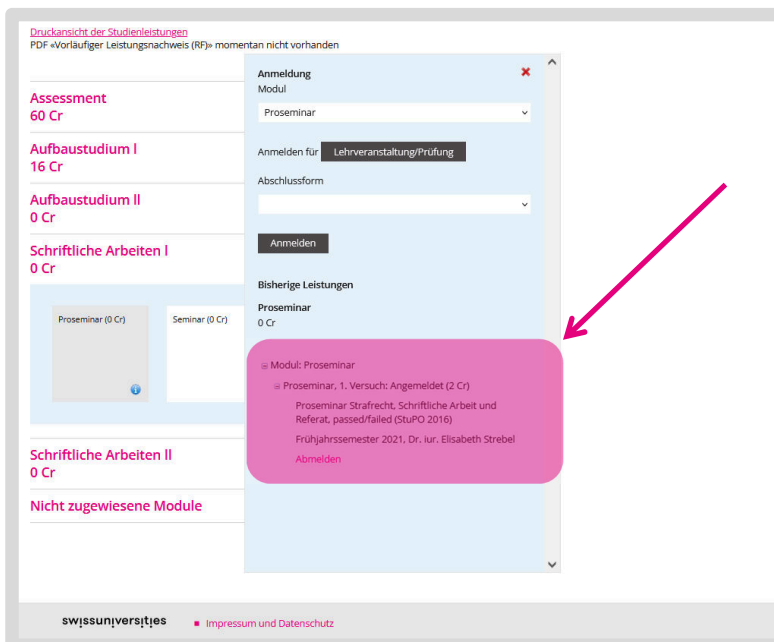 Druckansicht der Studienleistungen
PDF «Vorläufiger Leistungsnachweis (RF)» momentan nicht vorhanden
Assessment
60 Cr
Aufbaustudium I
16 Cr
Aufbaustudium II
0 Cr
Schriftliche Arbeiten I
0 Cr
Proseminar (0 Cr)
Seminar (0 Cr)
Schriftliche Arbeiten II
0 Cr
Nicht zugewiesene Module
Anmeldung
Modul
Proseminar
Anmelden für Lehrveranstaltung/Prüfung
Abschlussform
Anmelden
Bisherige Leistungen
Proseminar
0 Cr
Modul: Proseminar
Proseminar, 1. Versuch: Angemeldet (2 Cr)
Proseminar Strafrecht, Schriftliche Arbeit und
Referat, passed/failed (StuPO 2016)
Frühjahrssemester 2021, Dr. iur. Elisabeth Strebel
Abmelden
swissuniversities
Impressum und Datenschutz